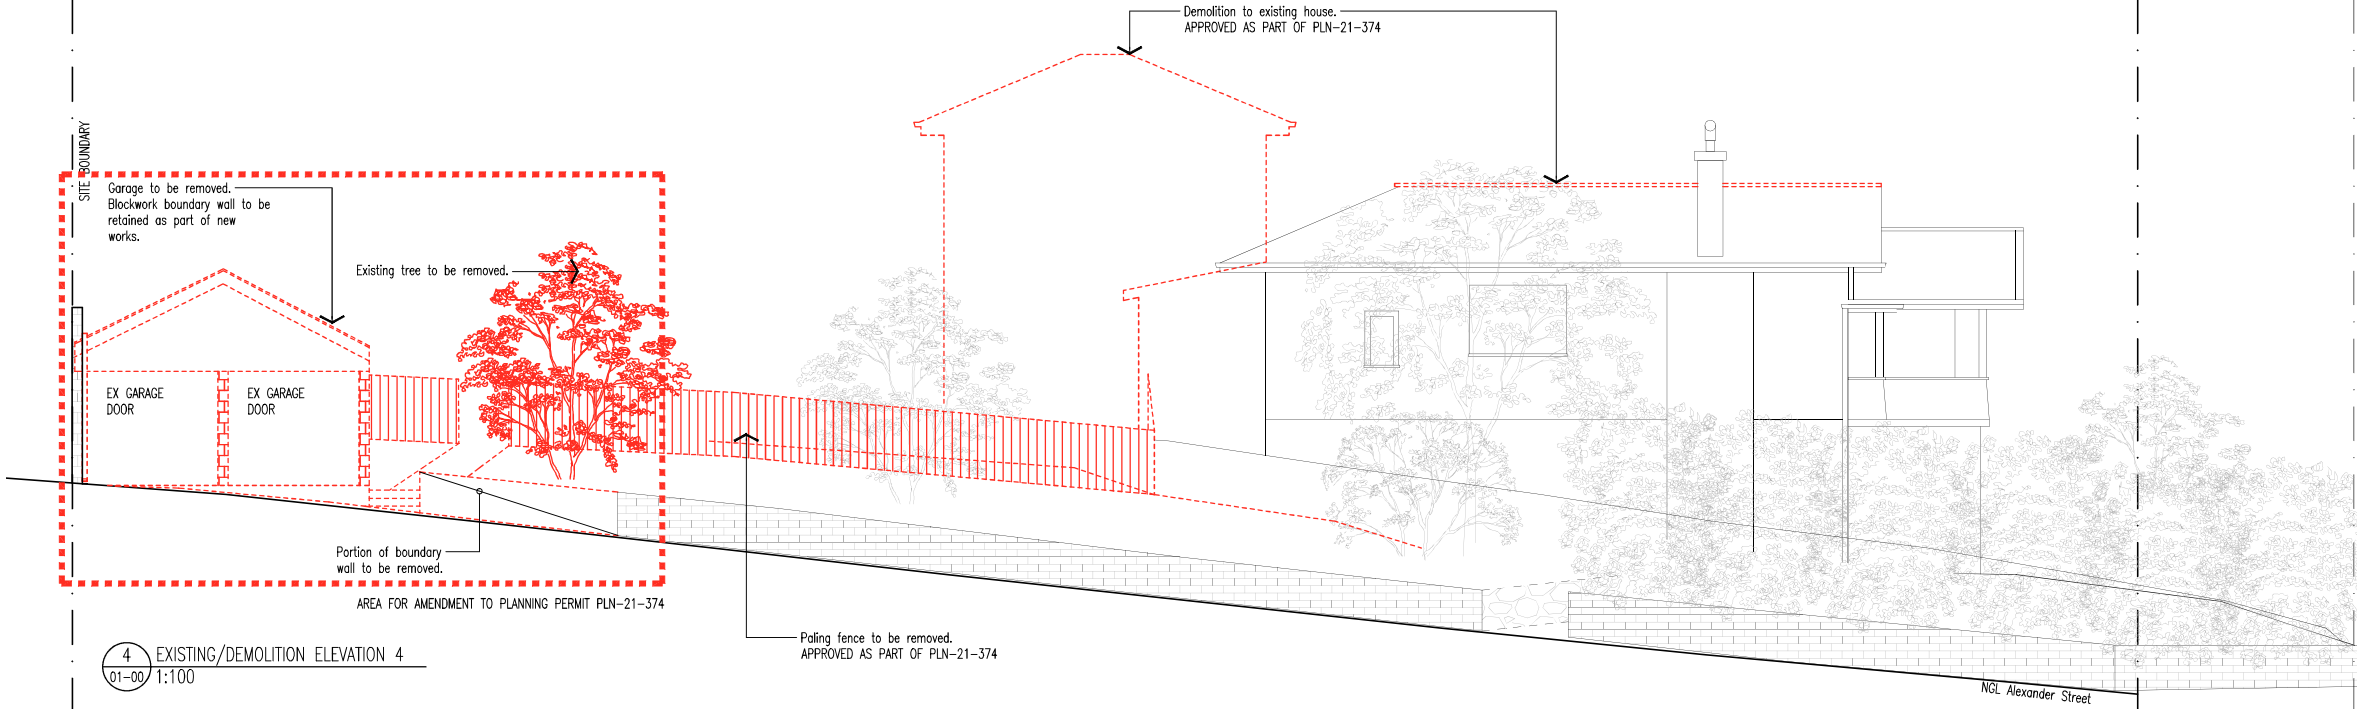 Demolition to existing house.
APPROVED AS PART OF PLN-21-374
SITE BOUNDARY
Garage to be removed.
Blockwork boundary wall to be
retained as part of new
works.
Existing tree to be removed.
EX GARAGE
DOOR
EX GARAGE
DOOR
Portion of boundary
wall to be removed.
AREA FOR AMENDMENT TO PLANNING PERMIT PLN-21-374
Paling fence to be removed.
APPROVED AS PART OF PLN-21-374
4
01-00
EXISTING/DEMOLITION ELEVATION 4
1:100
NGL Alexander Street